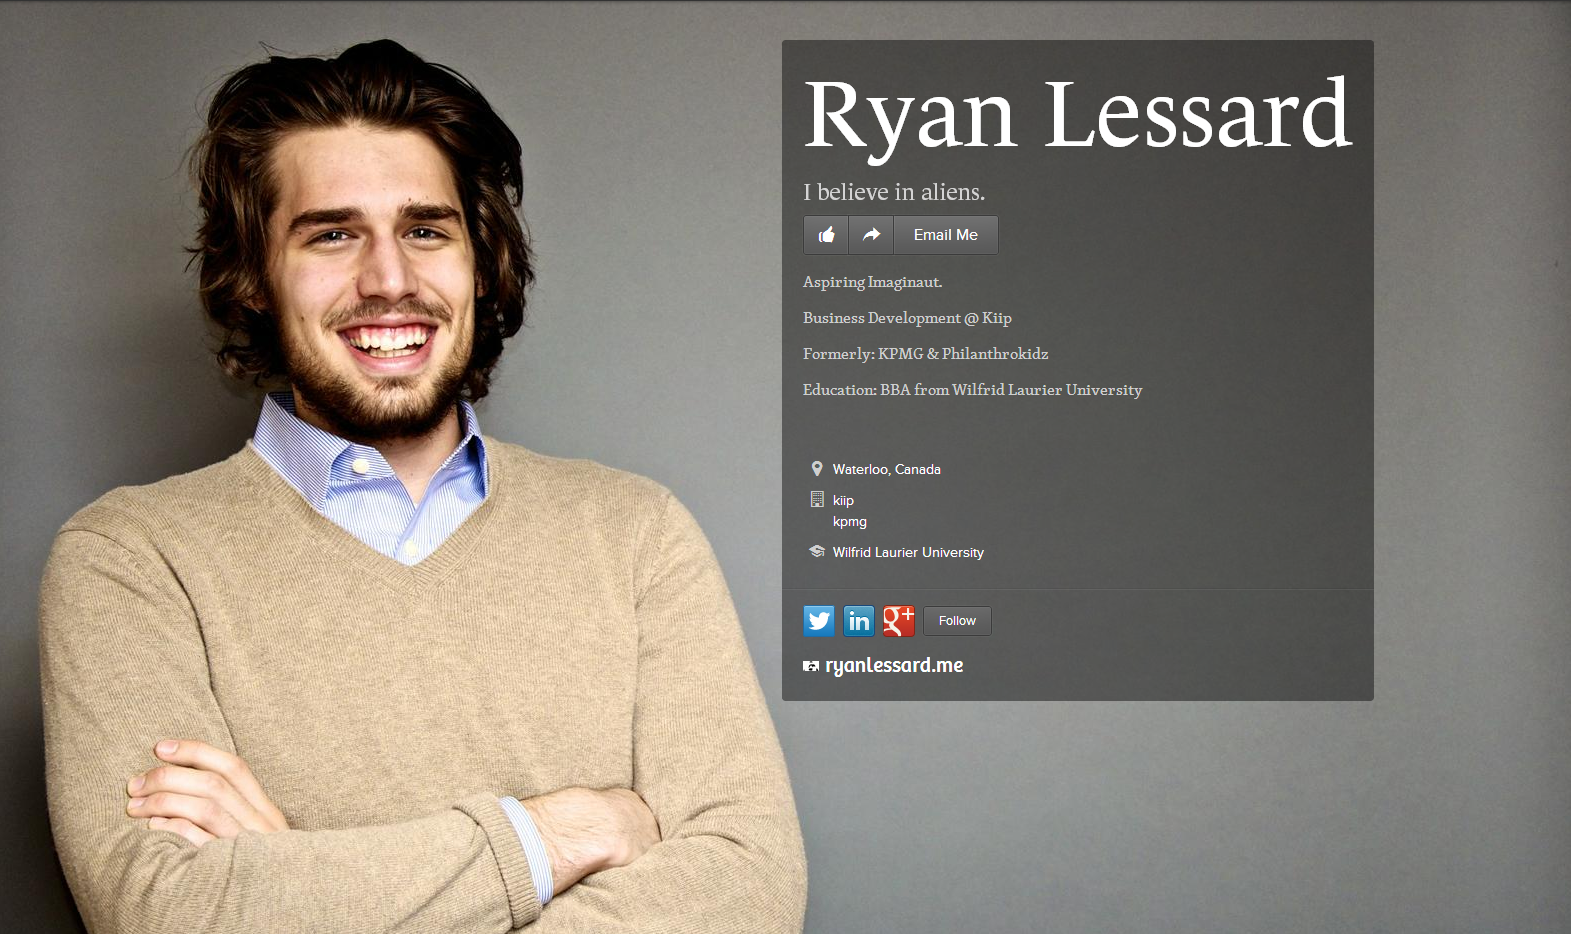 Ryan Lessard
I believe in aliens.
Email Me
Aspiring Imaginaut.
Business Development @ Kiip
Formerly: KPMG & Philanthrokidz
Education: BBA from Wilfrid Laurier University
Waterloo, Canada
kiip
kpmg
Wilfrid Laurier University
in g+ Follow
ryanlessard.me